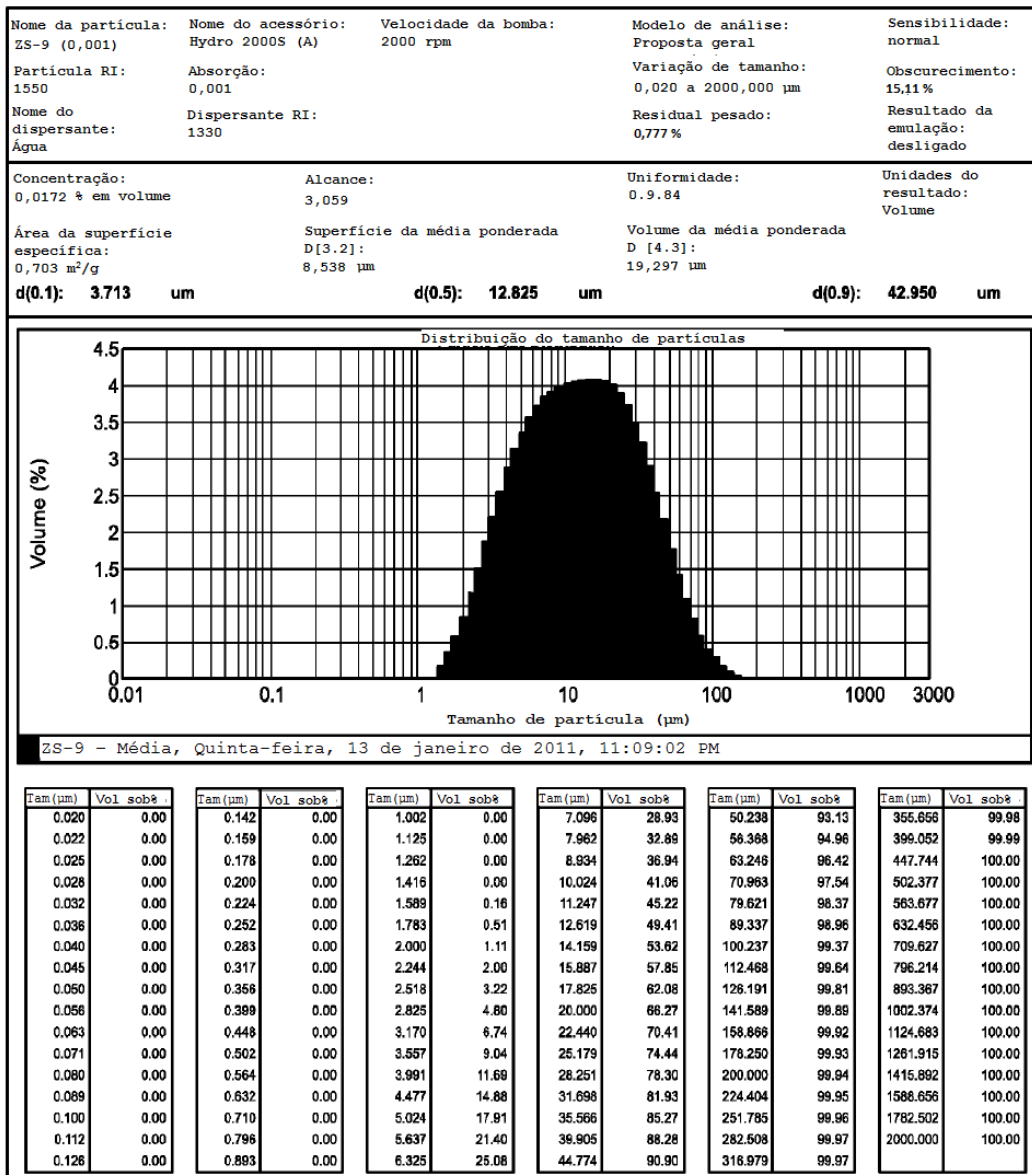 Nome da partícula: Nome do acessório: Velocidade da bomba: Modelo de análise: Sensibilidade:
ZS-9 (0,001) Hydro 2000S (A) 2000 rpm Proposta geral normal
Partícula RI: Absorção: Variação de tamanho: Obscurecimento:
1550 0,001 0,020 a 2000,000 µm 15,11 %
Nome do dispersante: Dispersante RI: Residual pesado: Resultado da emulação:
Água 1330 0,777 % desligado
Concentração: Alcance: Uniformidade: Unidades do resultado:
0,0172 % em volume 3,059 0.9.84 Volume
Área da superfície específica: Superfície da média ponderada D[3.2]: Volume da média ponderada D [4.3]:
0,703 m²/g 8,538 µm 19,297 µm
d(0.1): 3.713 um d(0.5): 12.825 um d(0.9): 42.950 um
Distribuição do tamanho de partículas
4.5
4
3.5
3
2.5
2
1.5
1
0.5
0
Volume (%)
0.01 0.1 1 10 100 1000 3000
Tamanho de partícula (µm)
ZS-9 – Média, Quinta-feira, 13 de janeiro de 2011, 11:09:02 PM
Tam(µm) Vol sob% Tam(µm) Vol sob% Tam(µm) Vol sob% Tam(µm) Vol sob% Tam(µm) Vol sob% Tam(µm) Vol sob%
0.020 0.00 0.142 0.00 1.002 0.00 7.096 28.93 50.238 93.13 355.656 99.98
0.022 0.00 0.159 0.00 1.125 0.00 7.962 32.89 56.368 94.96 399.052 99.99
0.025 0.00 0.178 0.00 1.262 0.00 8.934 36.94 63.246 96.42 447.744 100.00
0.028 0.00 0.200 0.00 1.416 0.00 10.024 41.06 70.963 97.54 502.377 100.00
0.032 0.00 0.224 0.00 1.589 0.16 11.247 45.22 79.621 98.37 563.677 100.00
0.036 0.00 0.252 0.00 1.783 0.51 12.619 49.41 89.337 98.96 632.456 100.00
0.040 0.00 0.283 0.00 2.000 1.11 14.159 53.62 100.237 99.37 709.627 100.00
0.045 0.00 0.317 0.00 2.244 2.00 15.887 57.85 112.468 99.64 796.214 100.00
0.050 0.00 0.356 0.00 2.518 3.22 17.825 62.08 126.191 99.81 893.367 100.00
0.056 0.00 0.399 0.00 2.825 4.80 20.000 66.27 141.589 99.89 1002.374 100.00
0.063 0.00 0.448 0.00 3.170 6.74 22.440 70.41 158.866 99.92 1124.683 100.00
0.071 0.00 0.502 0.00 3.557 9.04 25.179 74.44 178.250 99.93 1261.915 100.00
0.080 0.00 0.564 0.00 3.991 11.69 28.251 78.30 200.000 99.94 1415.892 100.00
0.089 0.00 0.632 0.00 4.477 14.88 31.698 81.93 224.404 99.95 1588.656 100.00
0.100 0.00 0.710 0.00 5.024 17.91 35.566 85.27 251.785 99.96 1782.502 100.00
0.112 0.00 0.796 0.00 5.637 21.40 39.905 88.28 282.508 99.97 2000.000 100.00
0.126 0.00 0.893 0.00 6.325 25.08 44.774 90.90 316.979 99.97